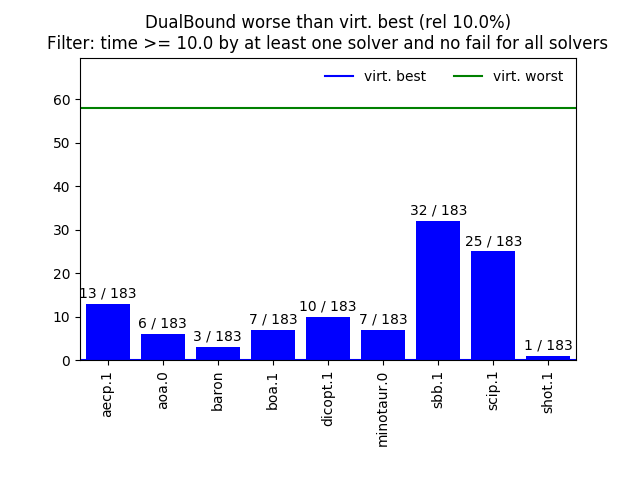 DualBound worse than virt. best (rel 10.0%)
Filter: time >= 10.0 by at least one solver and no fail for all solvers
virt. best
virt. worst
60
50
40
30
20
10
0
13 / 183
6 / 183
3 / 183
7 / 183
10 / 183
7 / 183
32 / 183
25 / 183
1 / 183
aecp.1
aoa.0
baron
boa.1
dicopt.1
minotaur.0
sbb.1
scip.1
shot.1